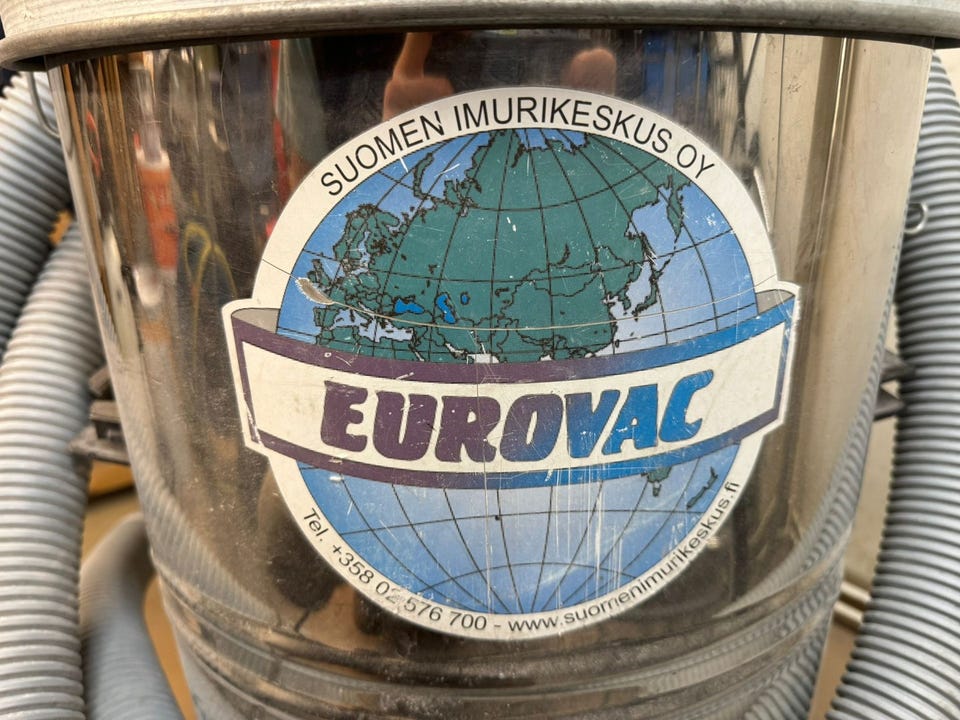 SUOMEN IMURIKESKUS OY
EUROVAC
Tel. +358 02 576 700 - www.suomenimurikeskus.fi